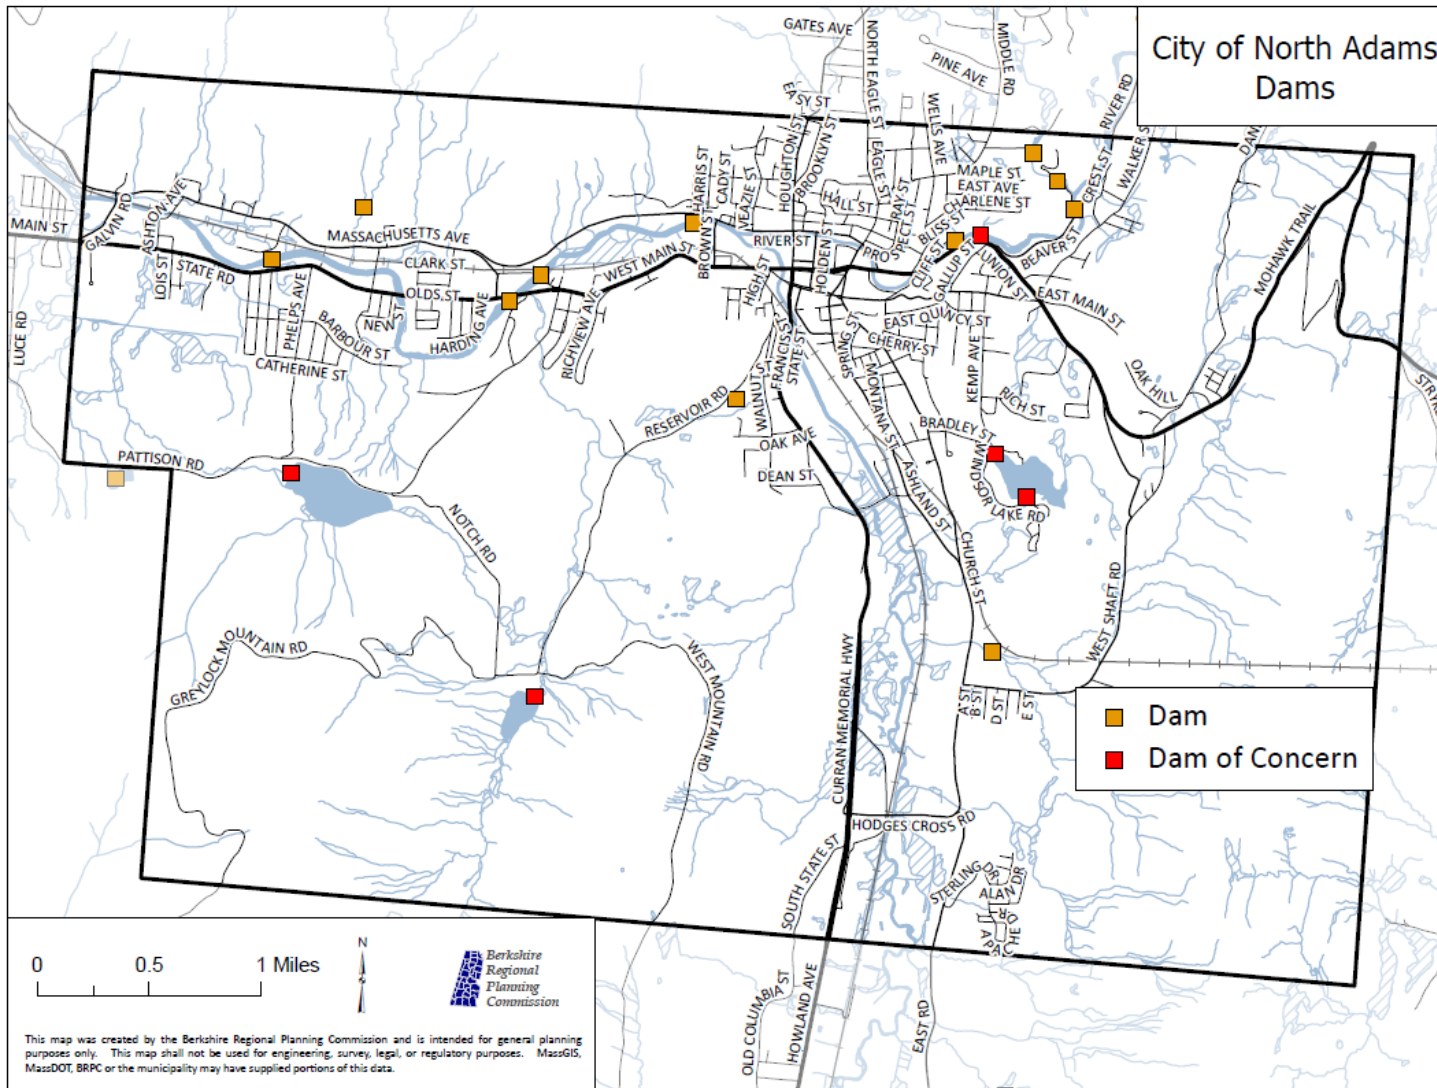 City of North Adams
Dams
GATES AVE
NORTH EAGLE ST
MIDDLE RD
PINE AVE
EASY ST
WELLS AVE
RIVER RD
WALKER S
DAN
HARRIS ST
CADY ST
VEAZIE ST
HOUGHTON ST
BROOKLYN ST
EAGLE ST
MAPLE ST
EAST AVE
CHARLENE ST
CREST ST
HALL ST
RAY ST
PROSPECT ST
BLISS ST
MAIN ST
GALVIN RD
ASHTON AVE
MASSACHUSETTS AVE
BROWN ST
RIVER ST
HOLDEN ST
CLIFF ST
GALLUP ST
UNION ST
BEAVER ST
MOHAWK TRAIL
LOIS ST
STATE RD
CLARK ST
WEST MAIN ST
HIGH ST
EAST MAIN ST
OLDS ST
PHELPS AVE
NEW ST
BARBOUR ST
HARDING AVE
RICHVIEW AVE
LUCE RD
CATHERINE ST
FRANCIS ST
STATE ST
SPRING ST
EAST QUINCY ST
CHERRY ST
KEMP AVE
OAK HILL
STRYK
RESERVOIR RD
WALNUT ST
MONTANA ST
RICH ST
BRADLEY ST
OAK AVE
DEAN ST
PATTISON RD
ASHLAND ST
WINDSOR LAKE RD
NOTCH RD
CHURCH ST
WEST SHAFT RD
GREYLOCK MOUNTAIN RD
WEST MOUNTAIN RD
CURRAN MEMORIAL HWY
A ST
B ST
D ST
E ST
Dam
Dam of Concern
HODGES CROSS RD
SOUTH STATE ST
STERLING DR
ALAN DR
APACHE DR
OLD COLUMBIA ST
HOWLAND AVE
EAST RD
0 0.5 1 Miles
N
Berkshire
Regional
Planning
Commission
This map was created by the Berkshire Regional Planning Commission and is intended for general planning
purposes only. This map shall not be used for engineering, survey, legal, or regulatory purposes. MassGIS,
MassDOT, BRPC or the municipality may have supplied portions of this data.